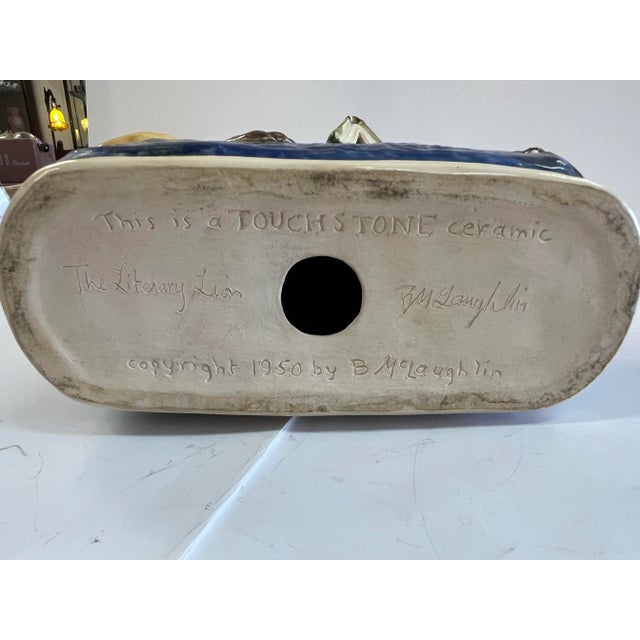 This is a TOUCHSTONE ceramic
The Literary Lion
B McLaughlin
copyright 1950 by B McLaughlin